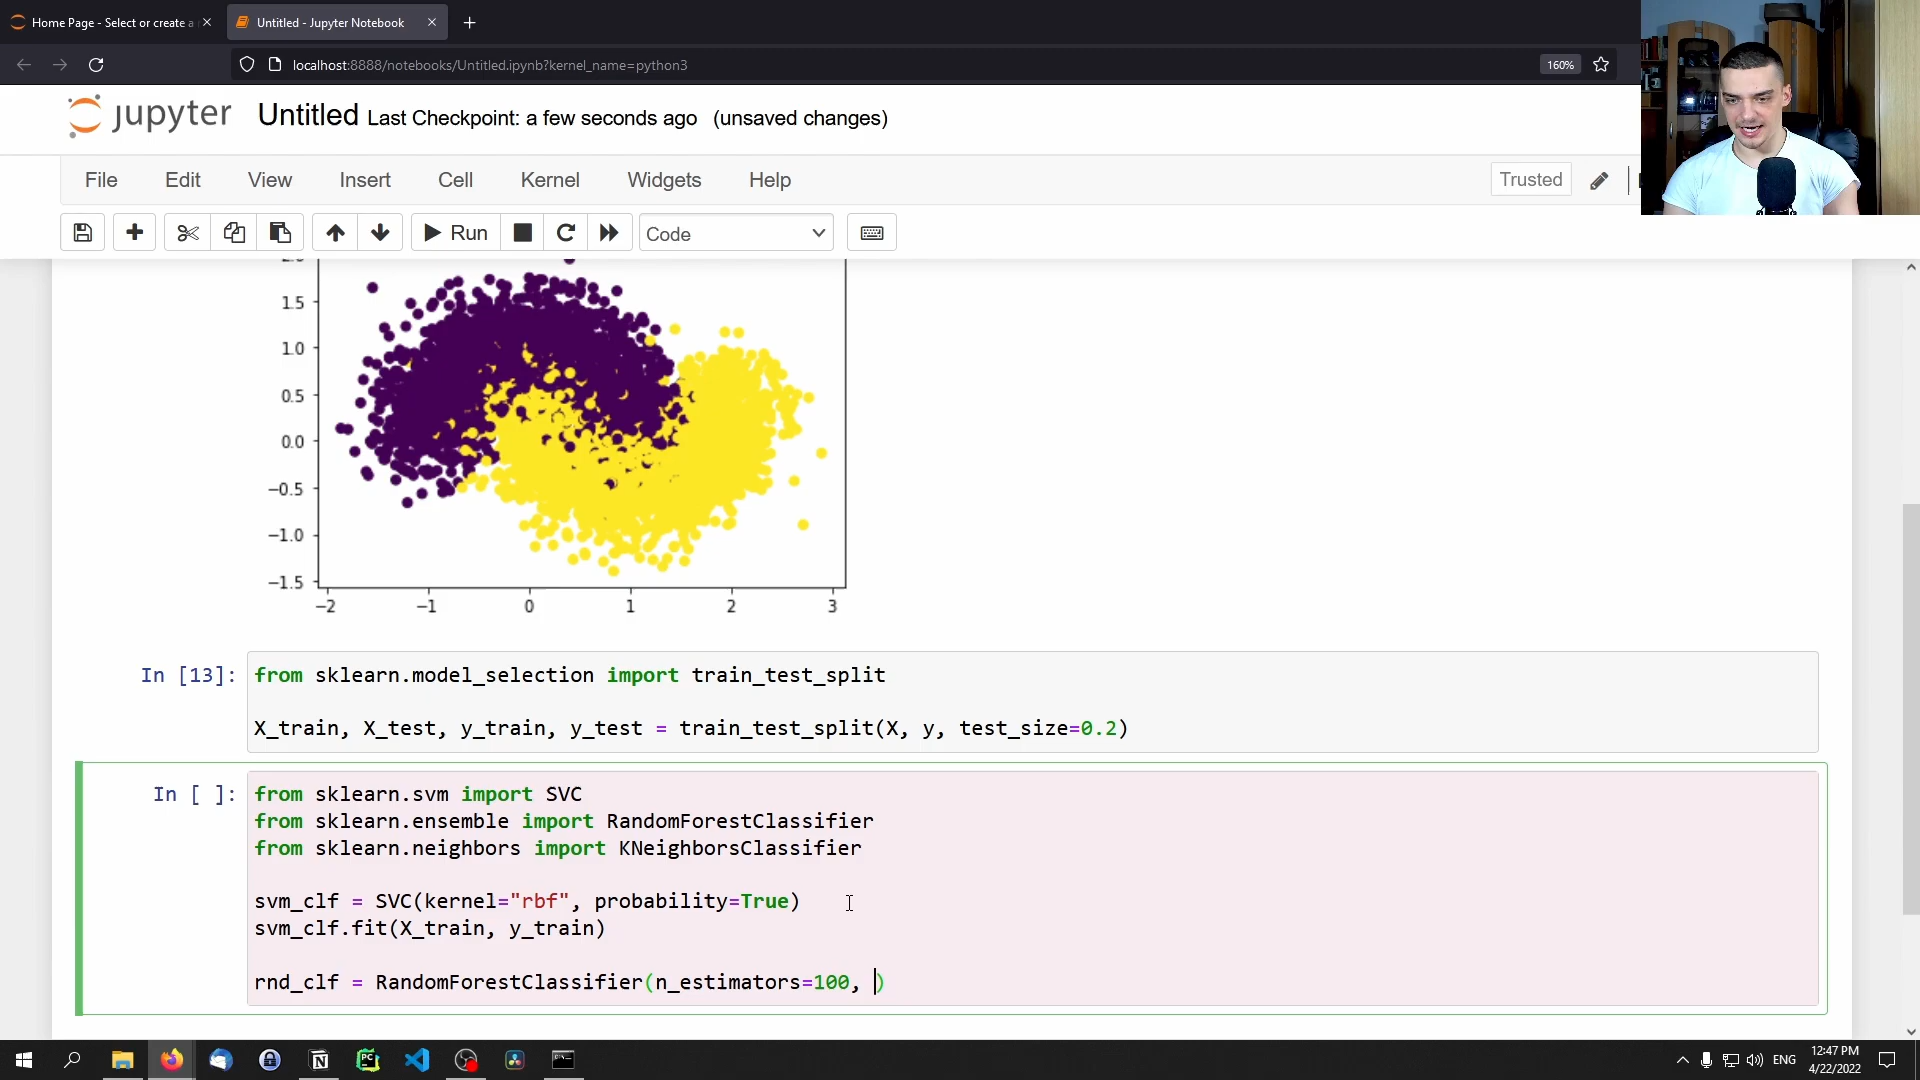 Home Page - Select or create a
Untitled - Jupyter Notebook
localhost:8888/notebooks/Untitled.ipynb?kernel_name=python3
160%
jupyter Untitled Last Checkpoint: a few seconds ago (unsaved changes)
File Edit View Insert Cell Kernel Widgets Help
Trusted
Run
Code
1.5
1.0
0.5
0.0
−0.5
−1.0
−1.5
−2 −1 0 1 2 3
In [13]: from sklearn.model_selection import train_test_split
X_train, X_test, y_train, y_test = train_test_split(X, y, test_size=0.2)
In [ ]: from sklearn.svm import SVC
from sklearn.ensemble import RandomForestClassifier
from sklearn.neighbors import KNeighborsClassifier
svm_clf = SVC(kernel="rbf", probability=True)
svm_clf.fit(X_train, y_train)
rnd_clf = RandomForestClassifier(n_estimators=100, )
ENG
12:47 PM
4/22/2022